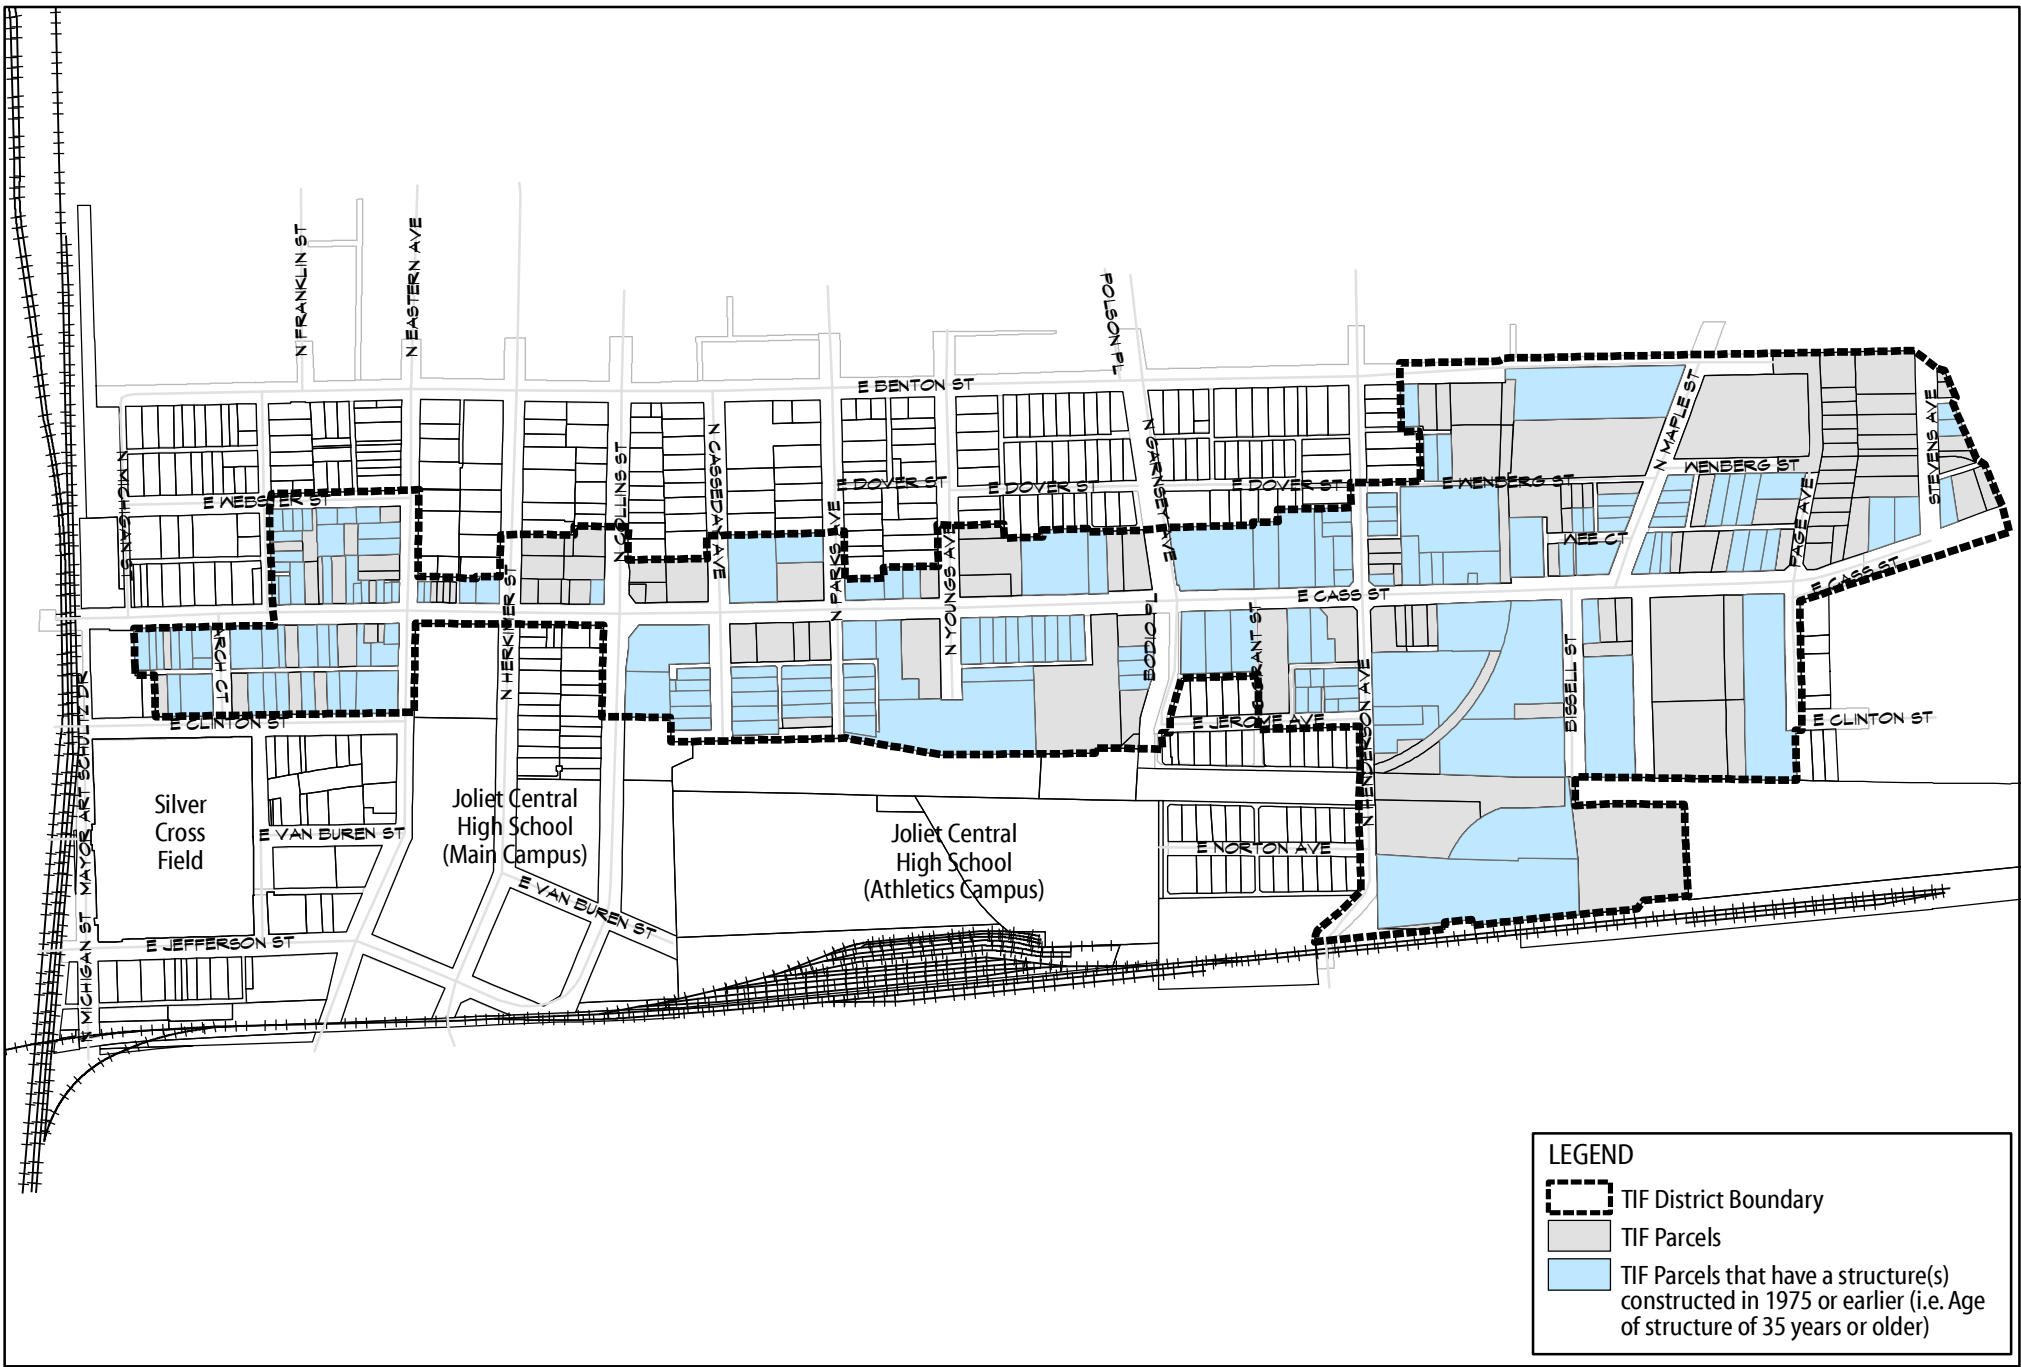 N FRANKLIN ST
N EASTERN AVE
POLSTON PL
E BENTON ST
N MAPLE ST
STEVENS AVE
N GARNSEY AVE
N CASSEDAY AVE
N COLLINS ST
N MICHIGAN ST
E WEBSTER ST
E DOVER ST
E DOVER ST
E DOVER ST
E WENBERG ST
WENBERG ST
PAGE AVE
WEE CT
N PARKS AVE
N YOUNGS AVE
N HERKIMER ST
E CASS ST
E CASS ST
ARCH CT
N HERKIMER ST
BODIO PL
GRANT ST
N HENDERSON AVE
BISSELL ST
E CLINTON ST
E JEROME AVE
E CLINTON ST
MAYOR ART SCHULTZ DR
Silver
Cross
Field
Joliet Central
High School
(Main Campus)
Joliet Central
High School
(Athletics Campus)
E VAN BUREN ST
E NORTON AVE
E VAN BUREN ST
E JEFFERSON ST
N MICHIGAN ST
LEGEND
TIF District Boundary
TIF Parcels
TIF Parcels that have a structure(s)
constructed in 1975 or earlier (i.e. Age
of structure of 35 years or older)